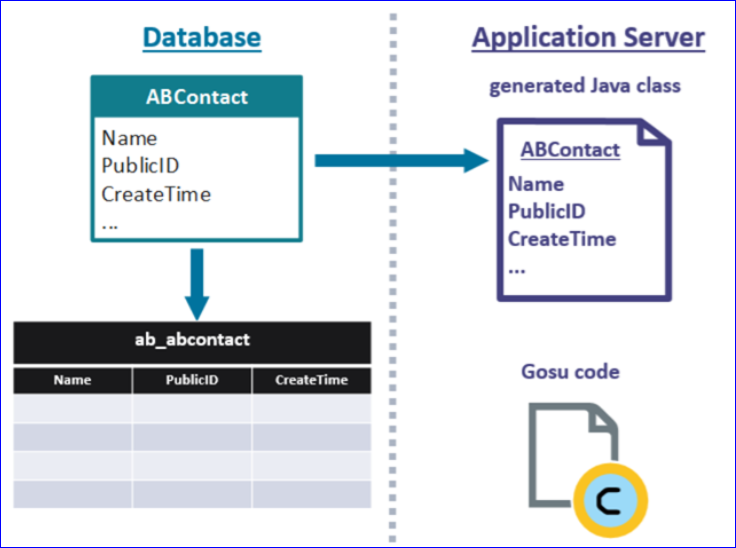 Database
ABContact
Name
PublicID
CreateTime
...
ab_abcontact
Name PublicID CreateTime
Application Server
generated Java class
ABContact
Name
PublicID
CreateTime
...
Gosu code
C